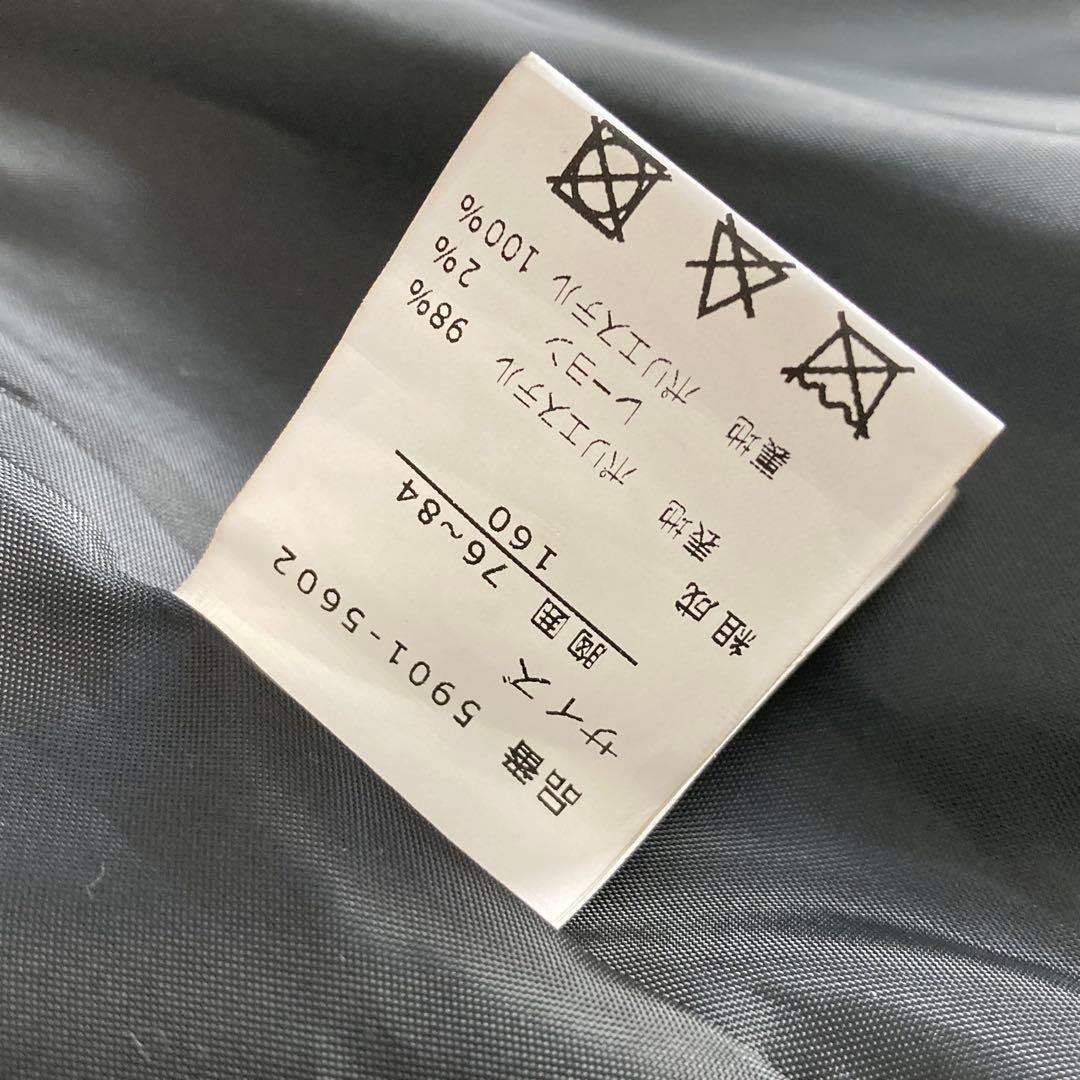 品番 5901-5602
サイズ 160
胸囲 76~84
組成 表地 ポリエステル 98%
レーヨン 2%
裏地 ポリエステル 100%